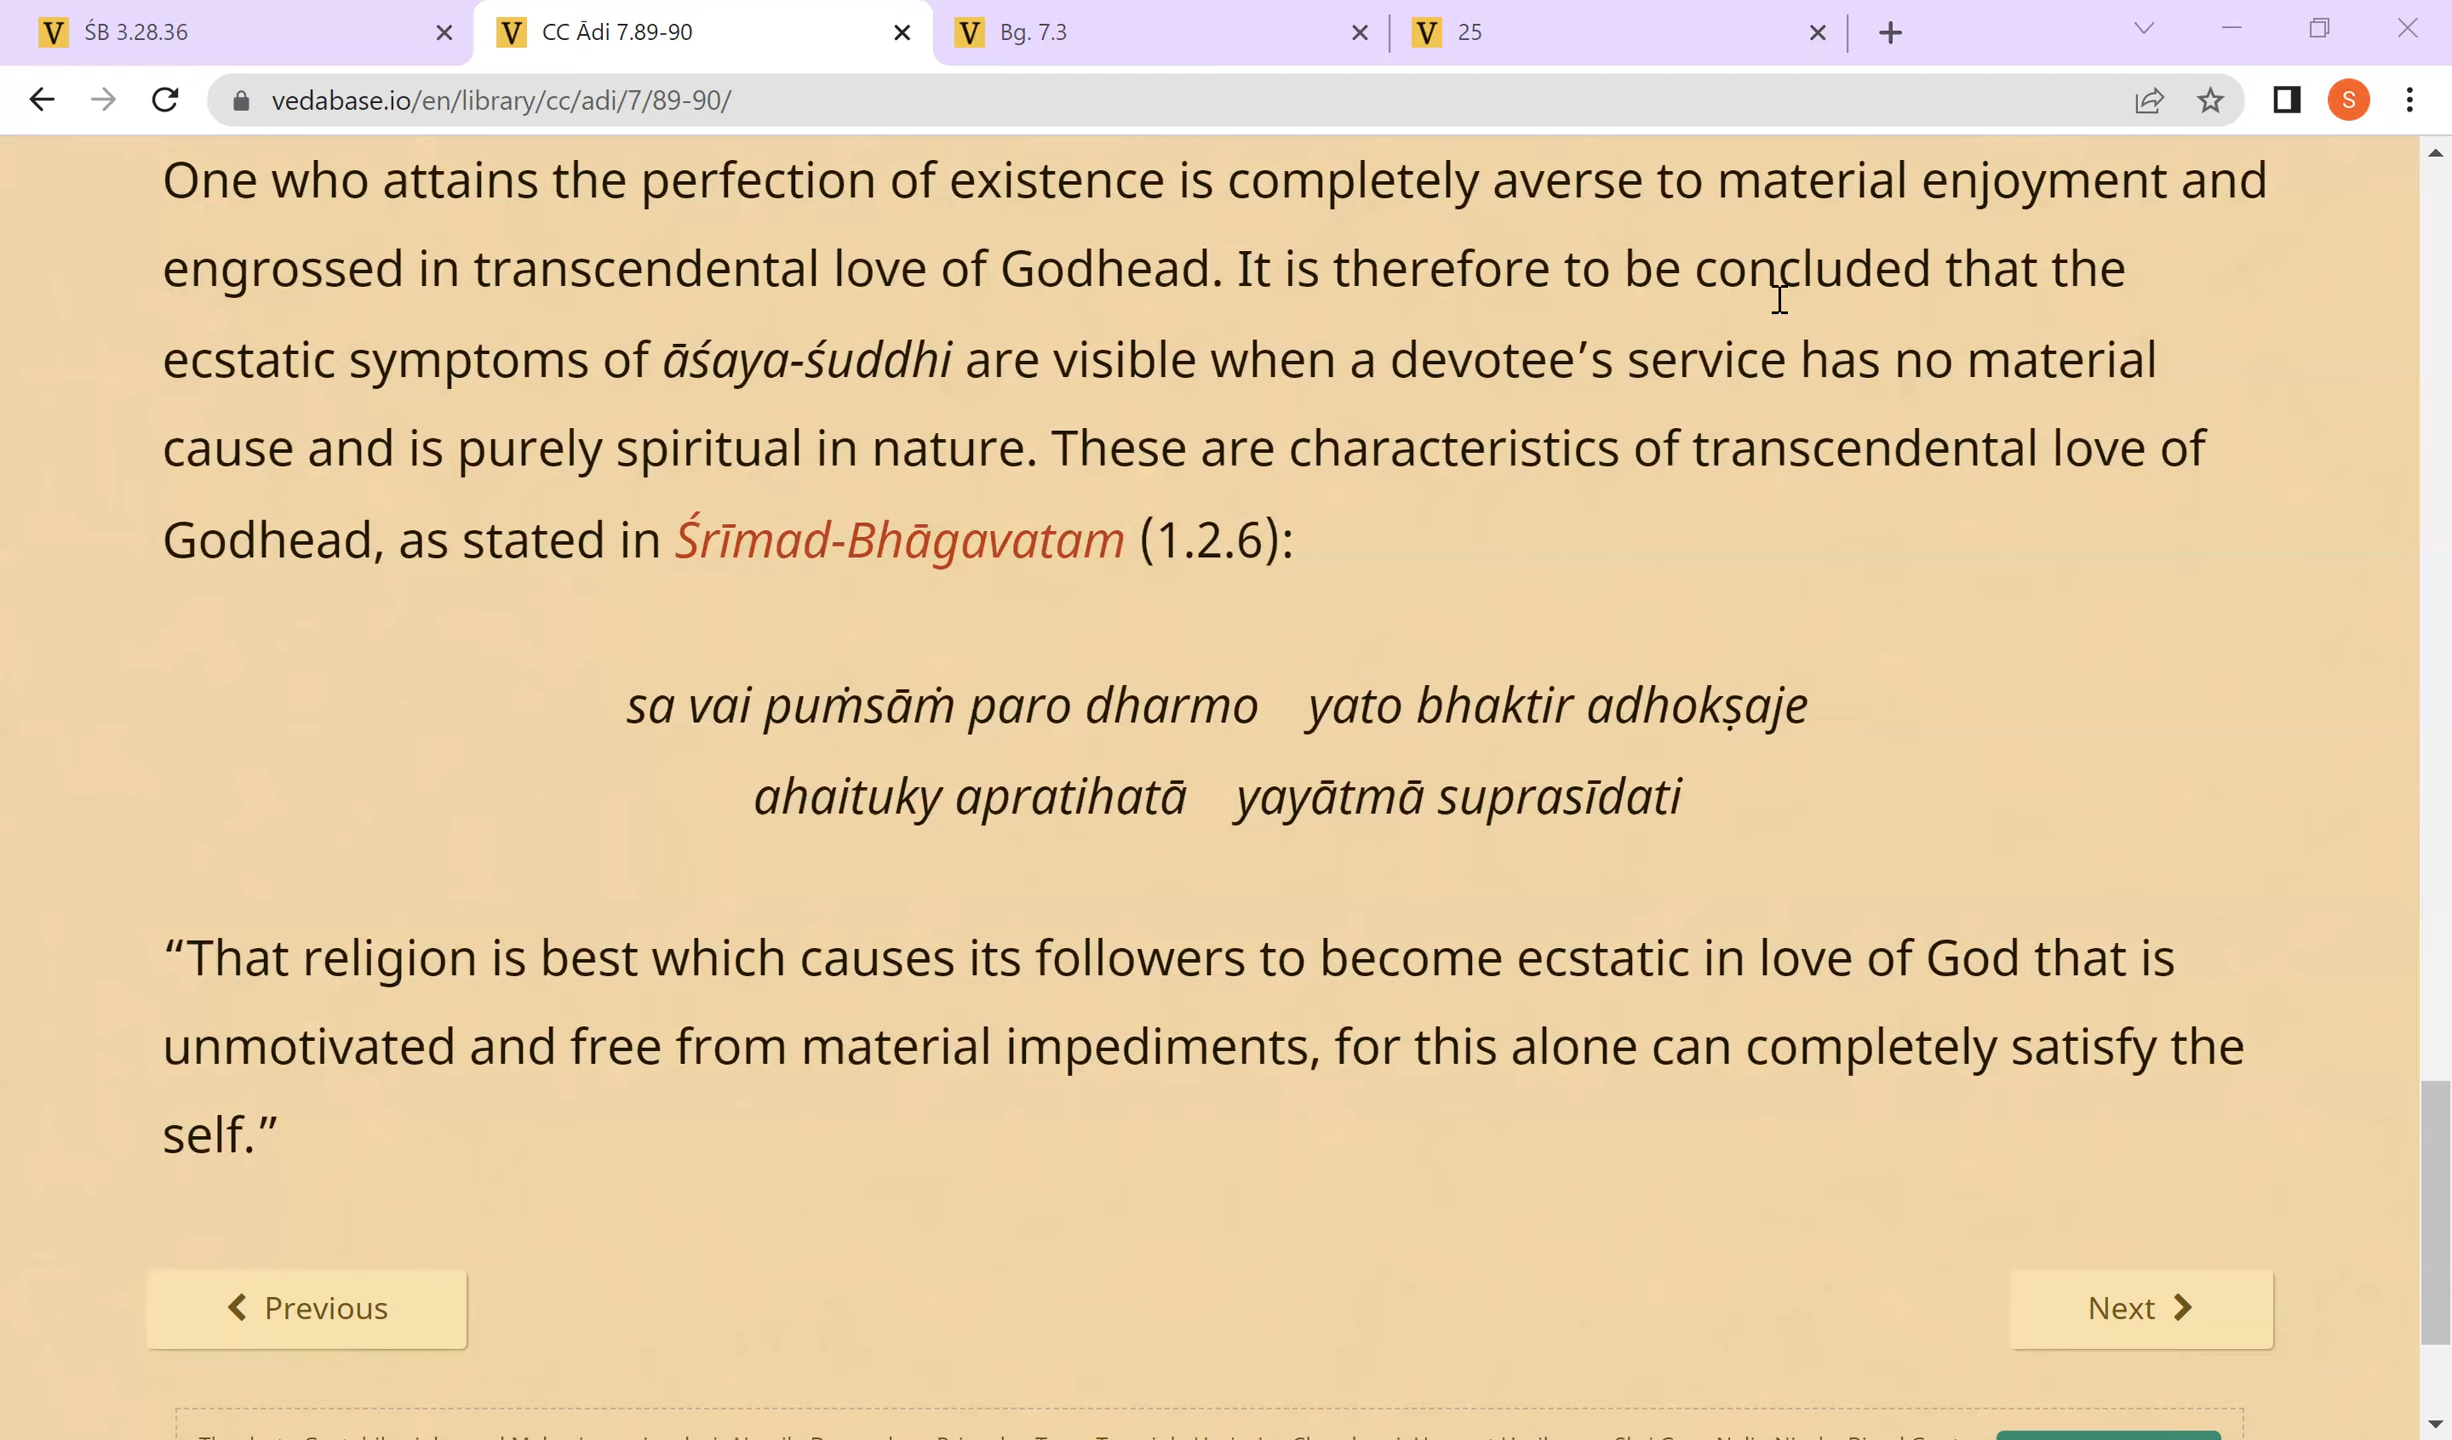 ŚB 3.28.36
CC Ādi 7.89-90
Bg. 7.3
25
vedabase.io/en/library/cc/adi/7/89-90/
S
One who attains the perfection of existence is completely averse to material enjoyment and
engrossed in transcendental love of Godhead. It is therefore to be concluded that the
ecstatic symptoms of āśaya-śuddhi are visible when a devotee’s service has no material
cause and is purely spiritual in nature. These are characteristics of transcendental love of
Godhead, as stated in Śrīmad-Bhāgavatam (1.2.6):
sa vai puṁsāṁ paro dharmo yato bhaktir adhokṣaje
ahaituky apratihatā yayātmā suprasīdati
“That religion is best which causes its followers to become ecstatic in love of God that is
unmotivated and free from material impediments, for this alone can completely satisfy the
self.”
Previous
Next